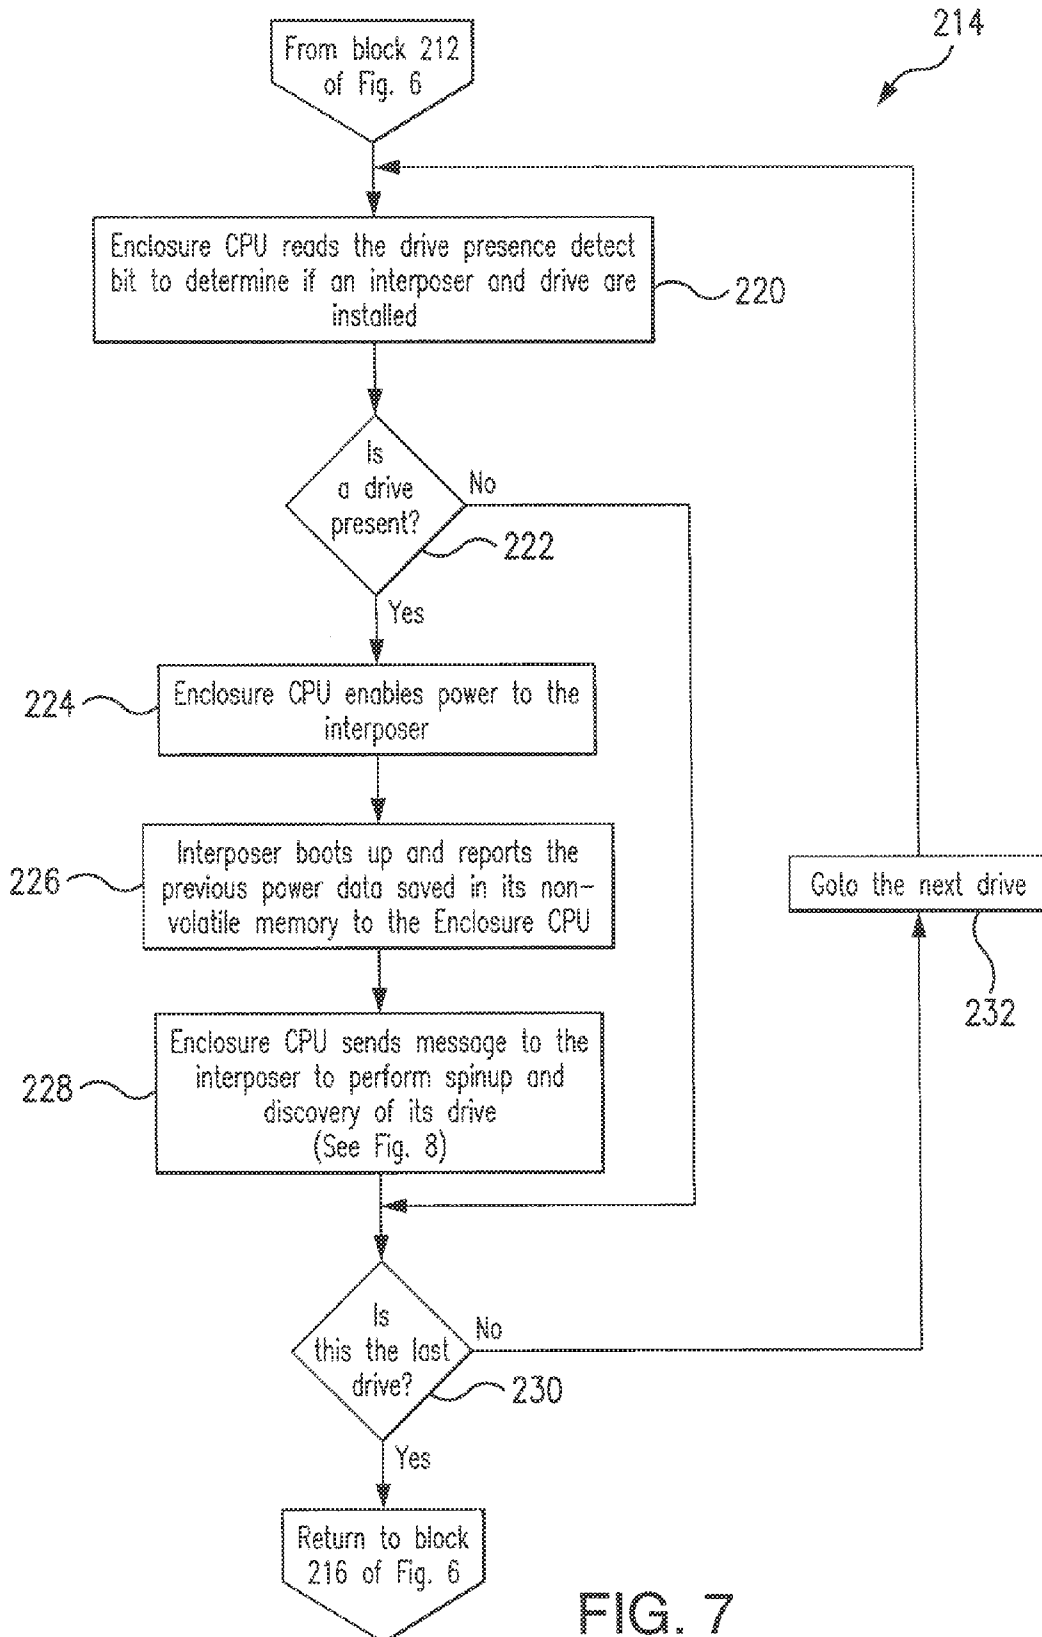 214
From block 212
of Fig. 6
Enclosure CPU reads the drive presence detect
bit to determine if an interposer and drive are
installed
220
Is
a drive
present?
No
222
Yes
224
Enclosure CPU enables power to the
interposer
226
Interposer boots up and reports the
previous power data saved in its non-
volatile memory to the Enclosure CPU
Goto the next drive
232
228
Enclosure CPU sends message to the
interposer to perform spinup and
discovery of its drive
(See Fig. 8)
Is
this the last
drive?
No
230
Yes
Return to block
216 of Fig. 6
FIG. 7